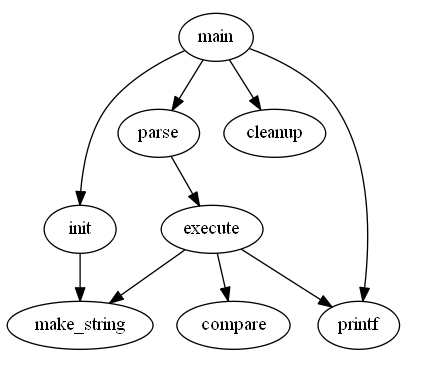 main
parse
cleanup
init
execute
make_string
compare
printf